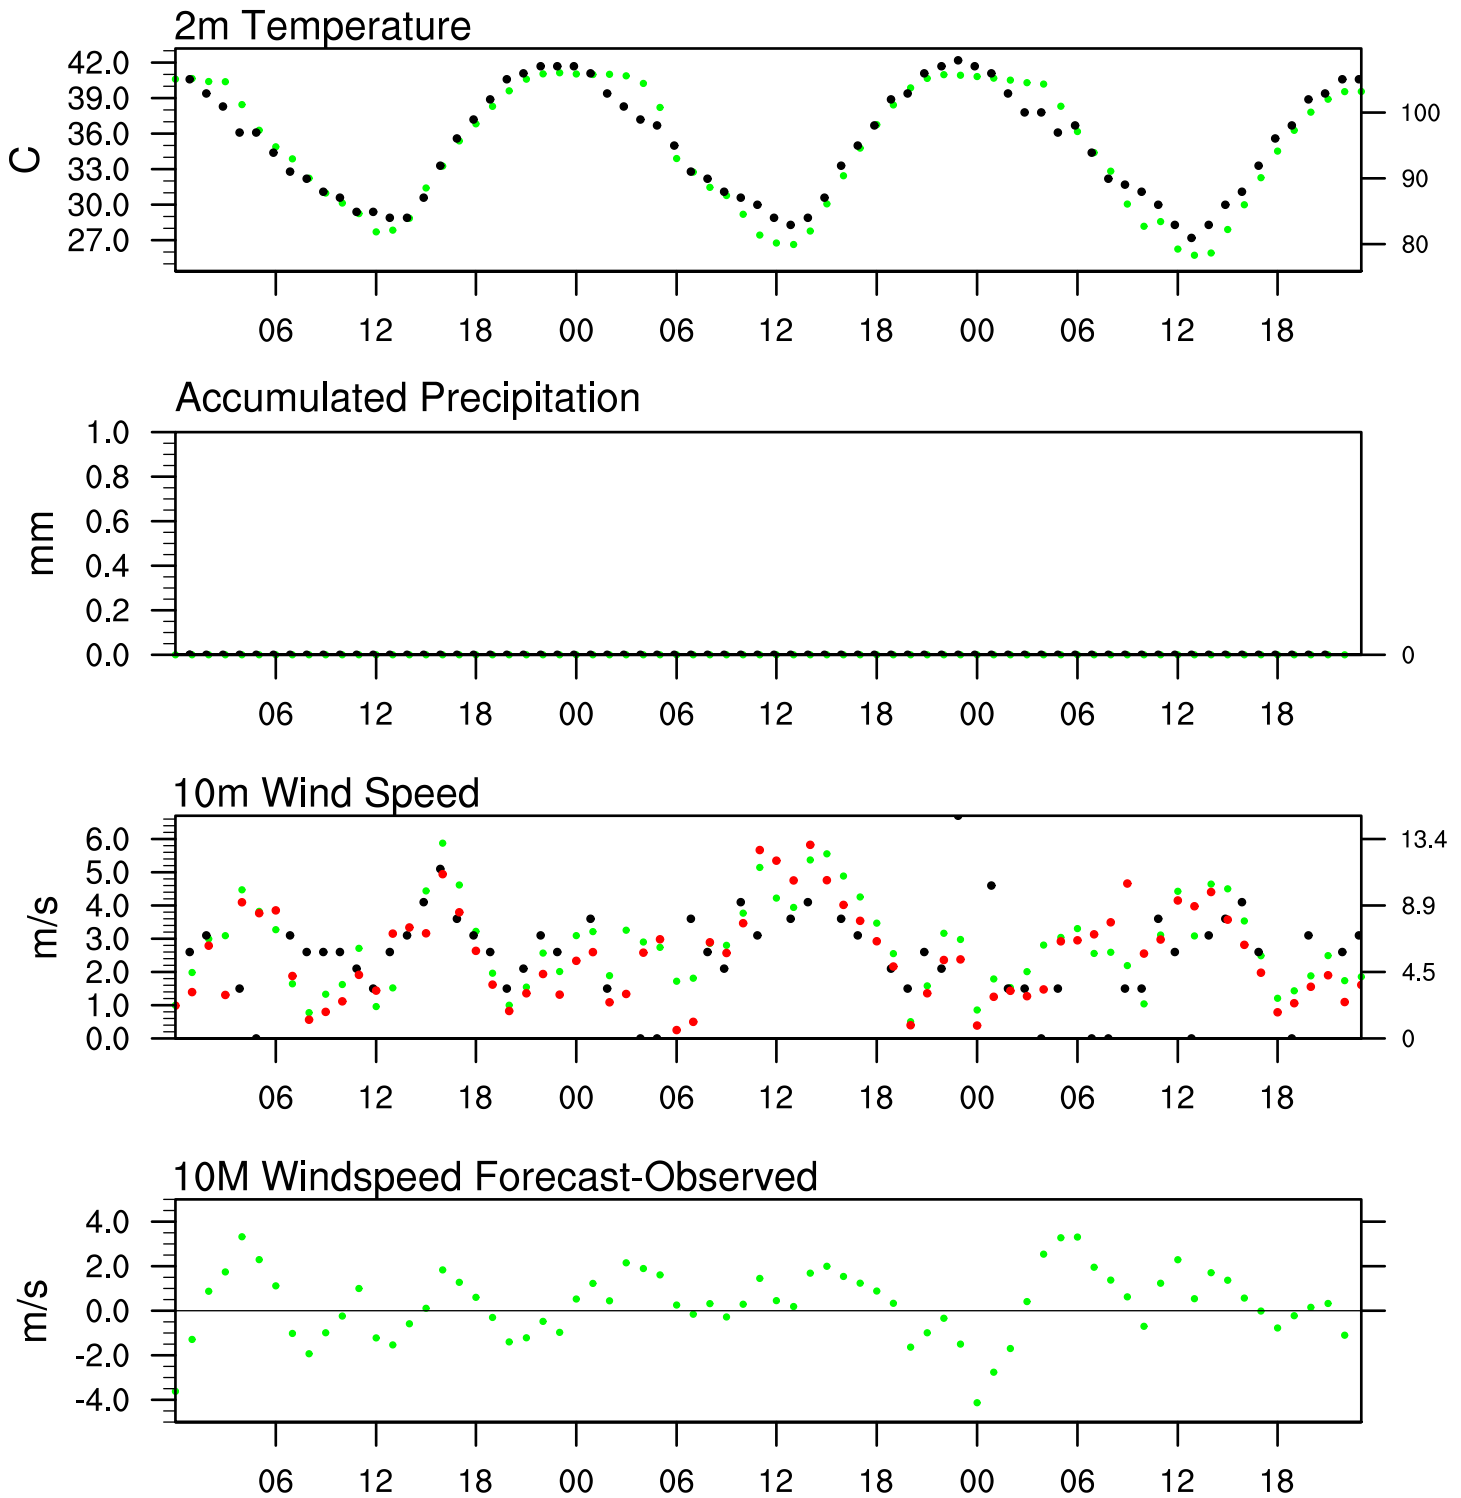 2m Temperature
42.0
39.0
36.0
33.0
30.0
27.0
C
100
90
80
06 12 18 00 06 12 18 00 06 12 18
Accumulated Precipitation
1.0
0.8
0.6
0.4
0.2
0.0
mm
0
06 12 18 00 06 12 18 00 06 12 18
10m Wind Speed
6.0
5.0
4.0
3.0
2.0
1.0
0.0
m/s
13.4
8.9
4.5
0
06 12 18 00 06 12 18 00 06 12 18
10M Windspeed Forecast-Observed
4.0
2.0
0.0
-2.0
-4.0
m/s
06 12 18 00 06 12 18 00 06 12 18